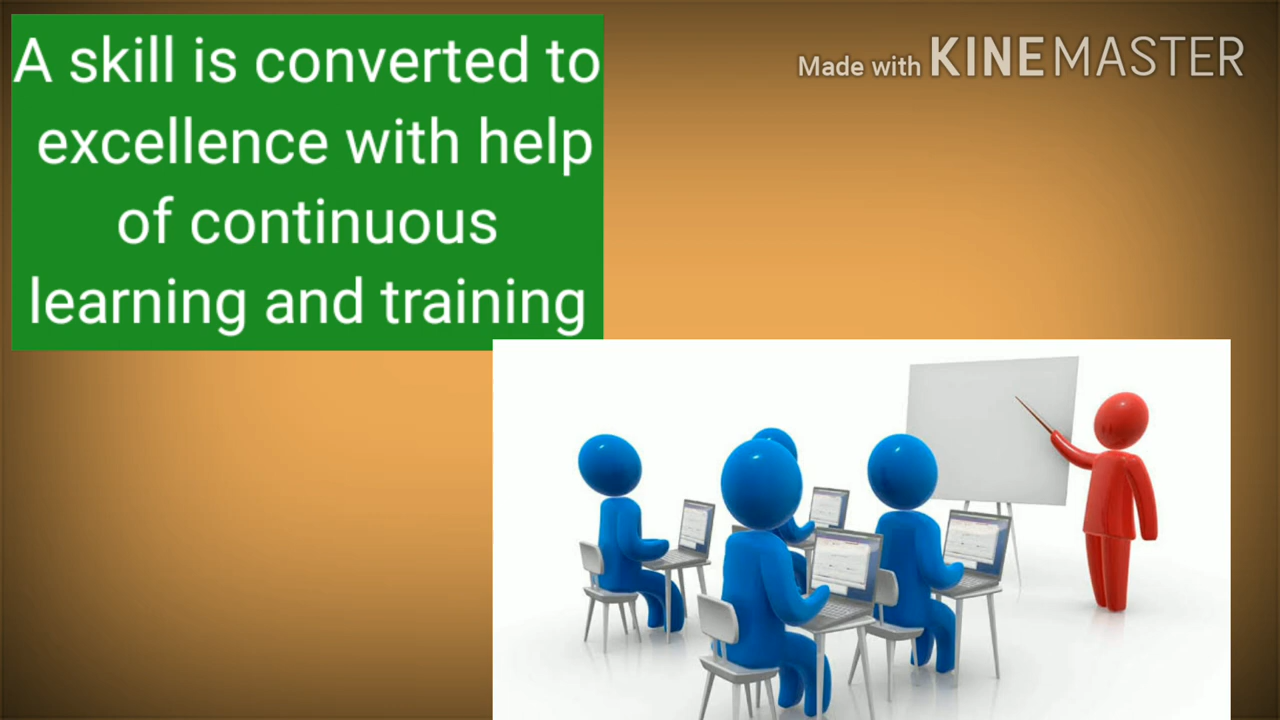 A skill is converted to
excellence with help
of continuous
learning and training
Made with KINEMASTER